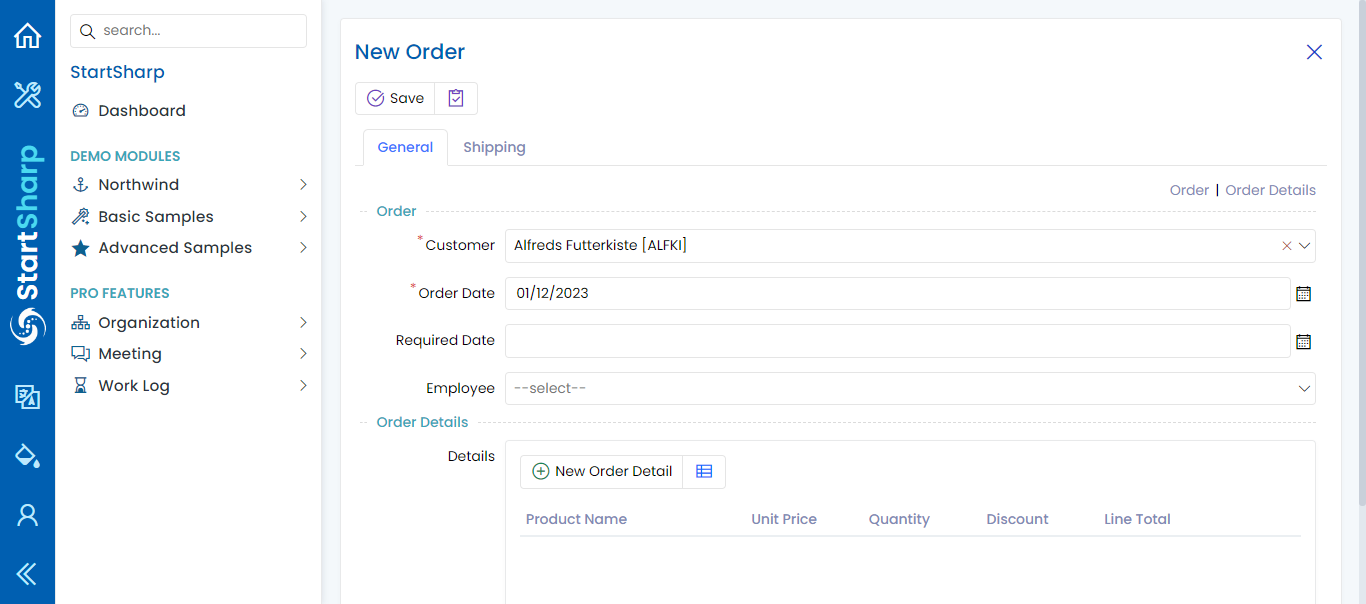 StartSharp
search...
StartSharp
Dashboard
DEMO MODULES
Northwind
Basic Samples
Advanced Samples
PRO FEATURES
Organization
Meeting
Work Log
New Order
Save
General Shipping
Order | Order Details
Order
* Customer Alfreds Futterkiste [ALFKI]
* Order Date 01/12/2023
Required Date
Employee --select--
Order Details
Details
New Order Detail
Product Name Unit Price Quantity Discount Line Total